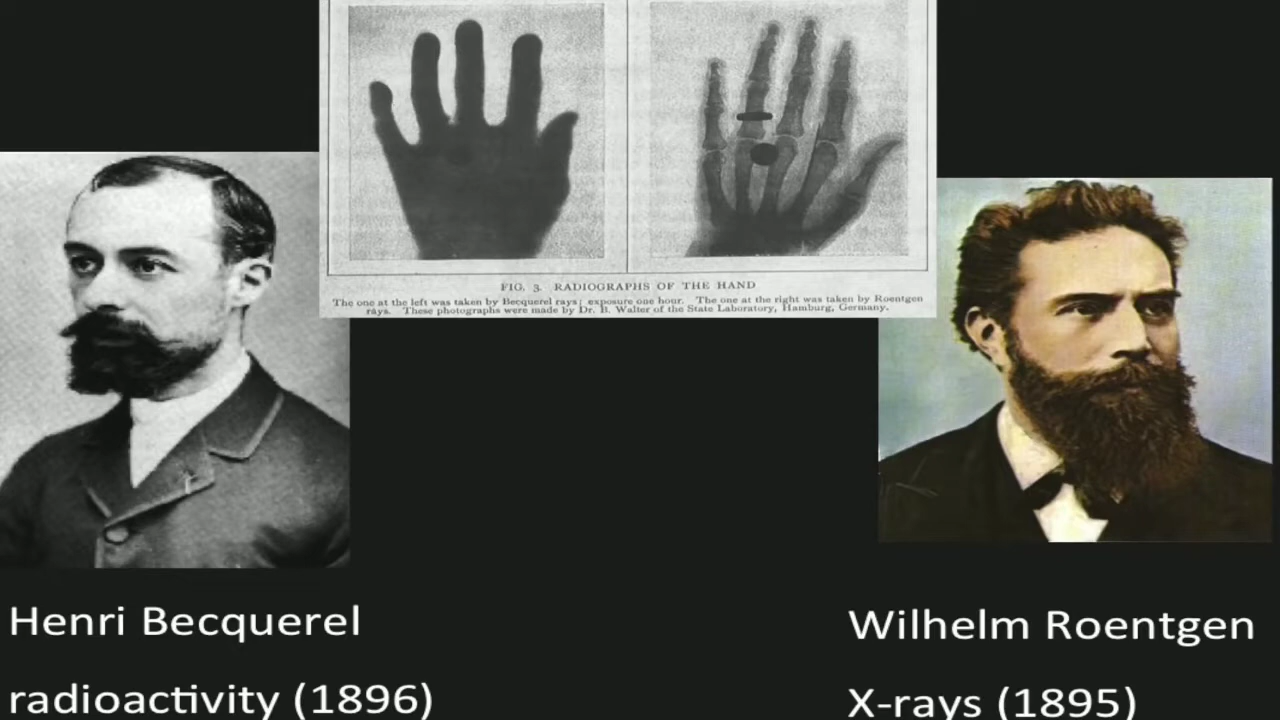 FIG. 3. RADIOGRAPHS OF THE HAND
The one at the left was taken by Becquerel rays; exposure one hour. The one at the right was taken by Roentgen
rays. These photographs were made by Dr. B. Walter of the State Laboratory, Hamburg, Germany.
Henri Becquerel
radioactivity (1896)
Wilhelm Roentgen
X-rays (1895)